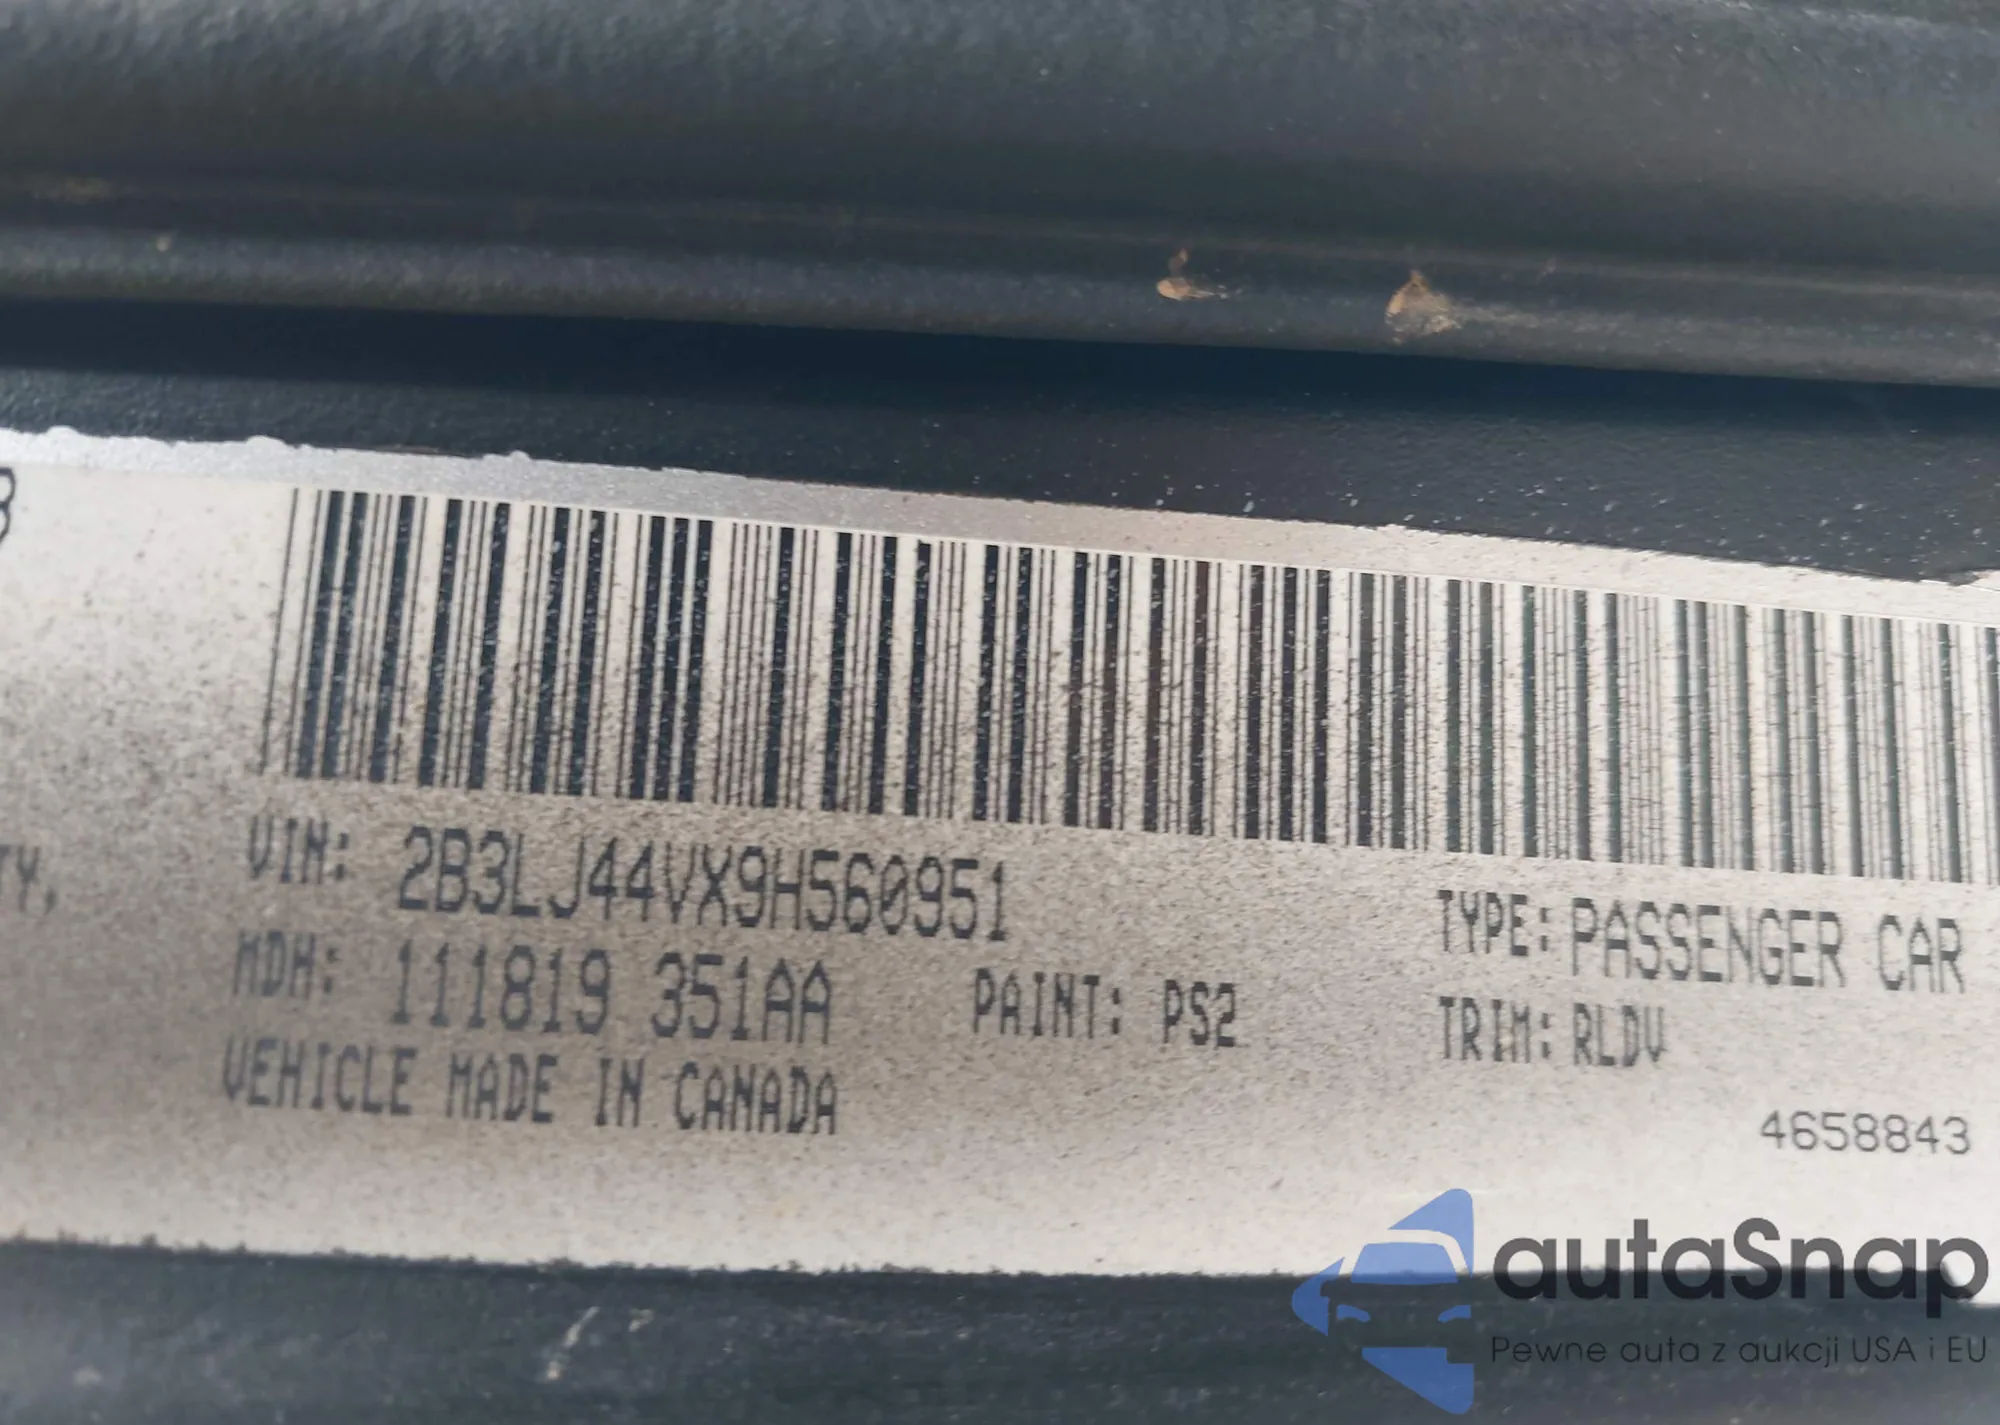 VIN: 2B3LJ44VX9H560951
TYPE: PASSENGER CAR
MDH: 111819 351AA PAINT: PS2 TRIM: RLDV
VEHICLE MADE IN CANADA
4658843
autaSnap
Pewne auta z aukcji USA i EU